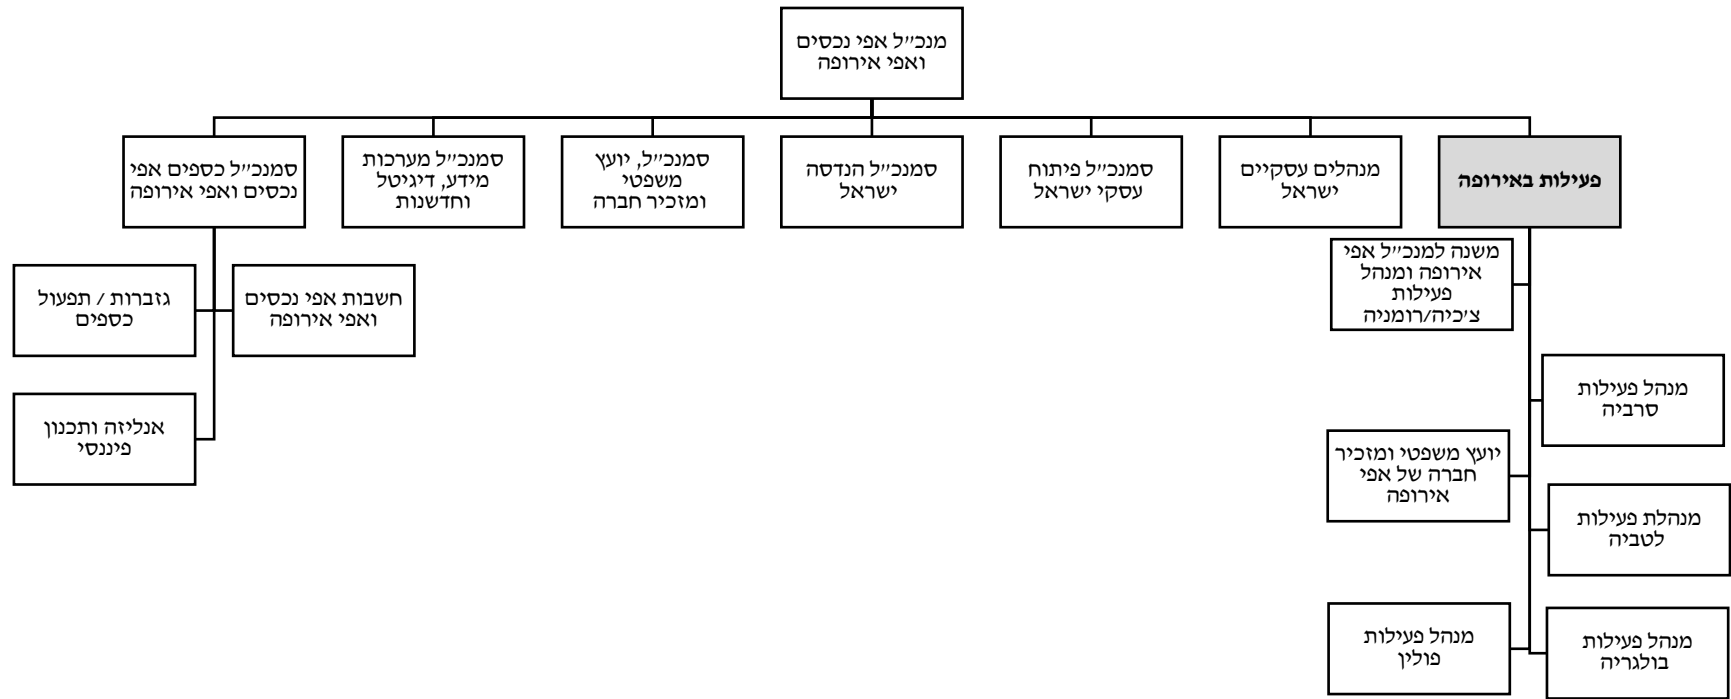 מנכ״ל אפי נכסים
ואפי אירופה
פעילות באירופה
מנהלים עסקיים
ישראל
סמנכ״ל פיתוח
עסקי ישראל
סמנכ״ל הנדסה
ישראל
סמנכ״ל, יועץ
משפטי
ומזכיר חברה
סמנכ״ל מערכות
מידע, דיגיטל
וחדשנות
סמנכ״ל כספים אפי
נכסים ואפי אירופה
משנה למנכ״ל אפי
אירופה ומנהל
פעילות
צ׳כיה/רומניה
מנהל פעילות
סרביה
יועץ משפטי ומזכיר
חברה של אפי
אירופה
מנהלת פעילות
לטביה
מנהל פעילות
בולגריה
מנהל פעילות
פולין
חשבות אפי נכסים
ואפי אירופה
גזברות / תפעול
כספים
אנליזה ותכנון
פיננסי